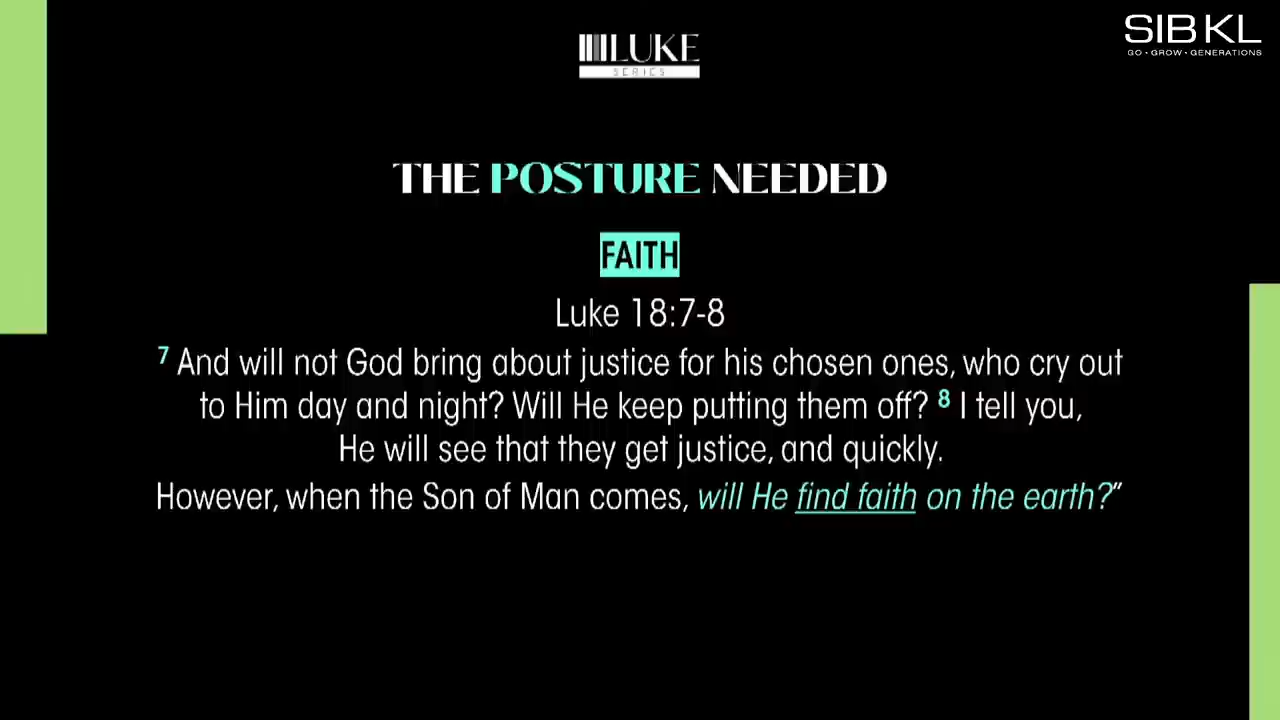 LUKE
SERIES
SIBKL
GO • GROW • GENERATIONS
THE POSTURE NEEDED
FAITH
Luke 18:7-8
7 And will not God bring about justice for his chosen ones, who cry out
to Him day and night? Will He keep putting them off? 8 I tell you,
He will see that they get justice, and quickly.
However, when the Son of Man comes, will He find faith on the earth?”